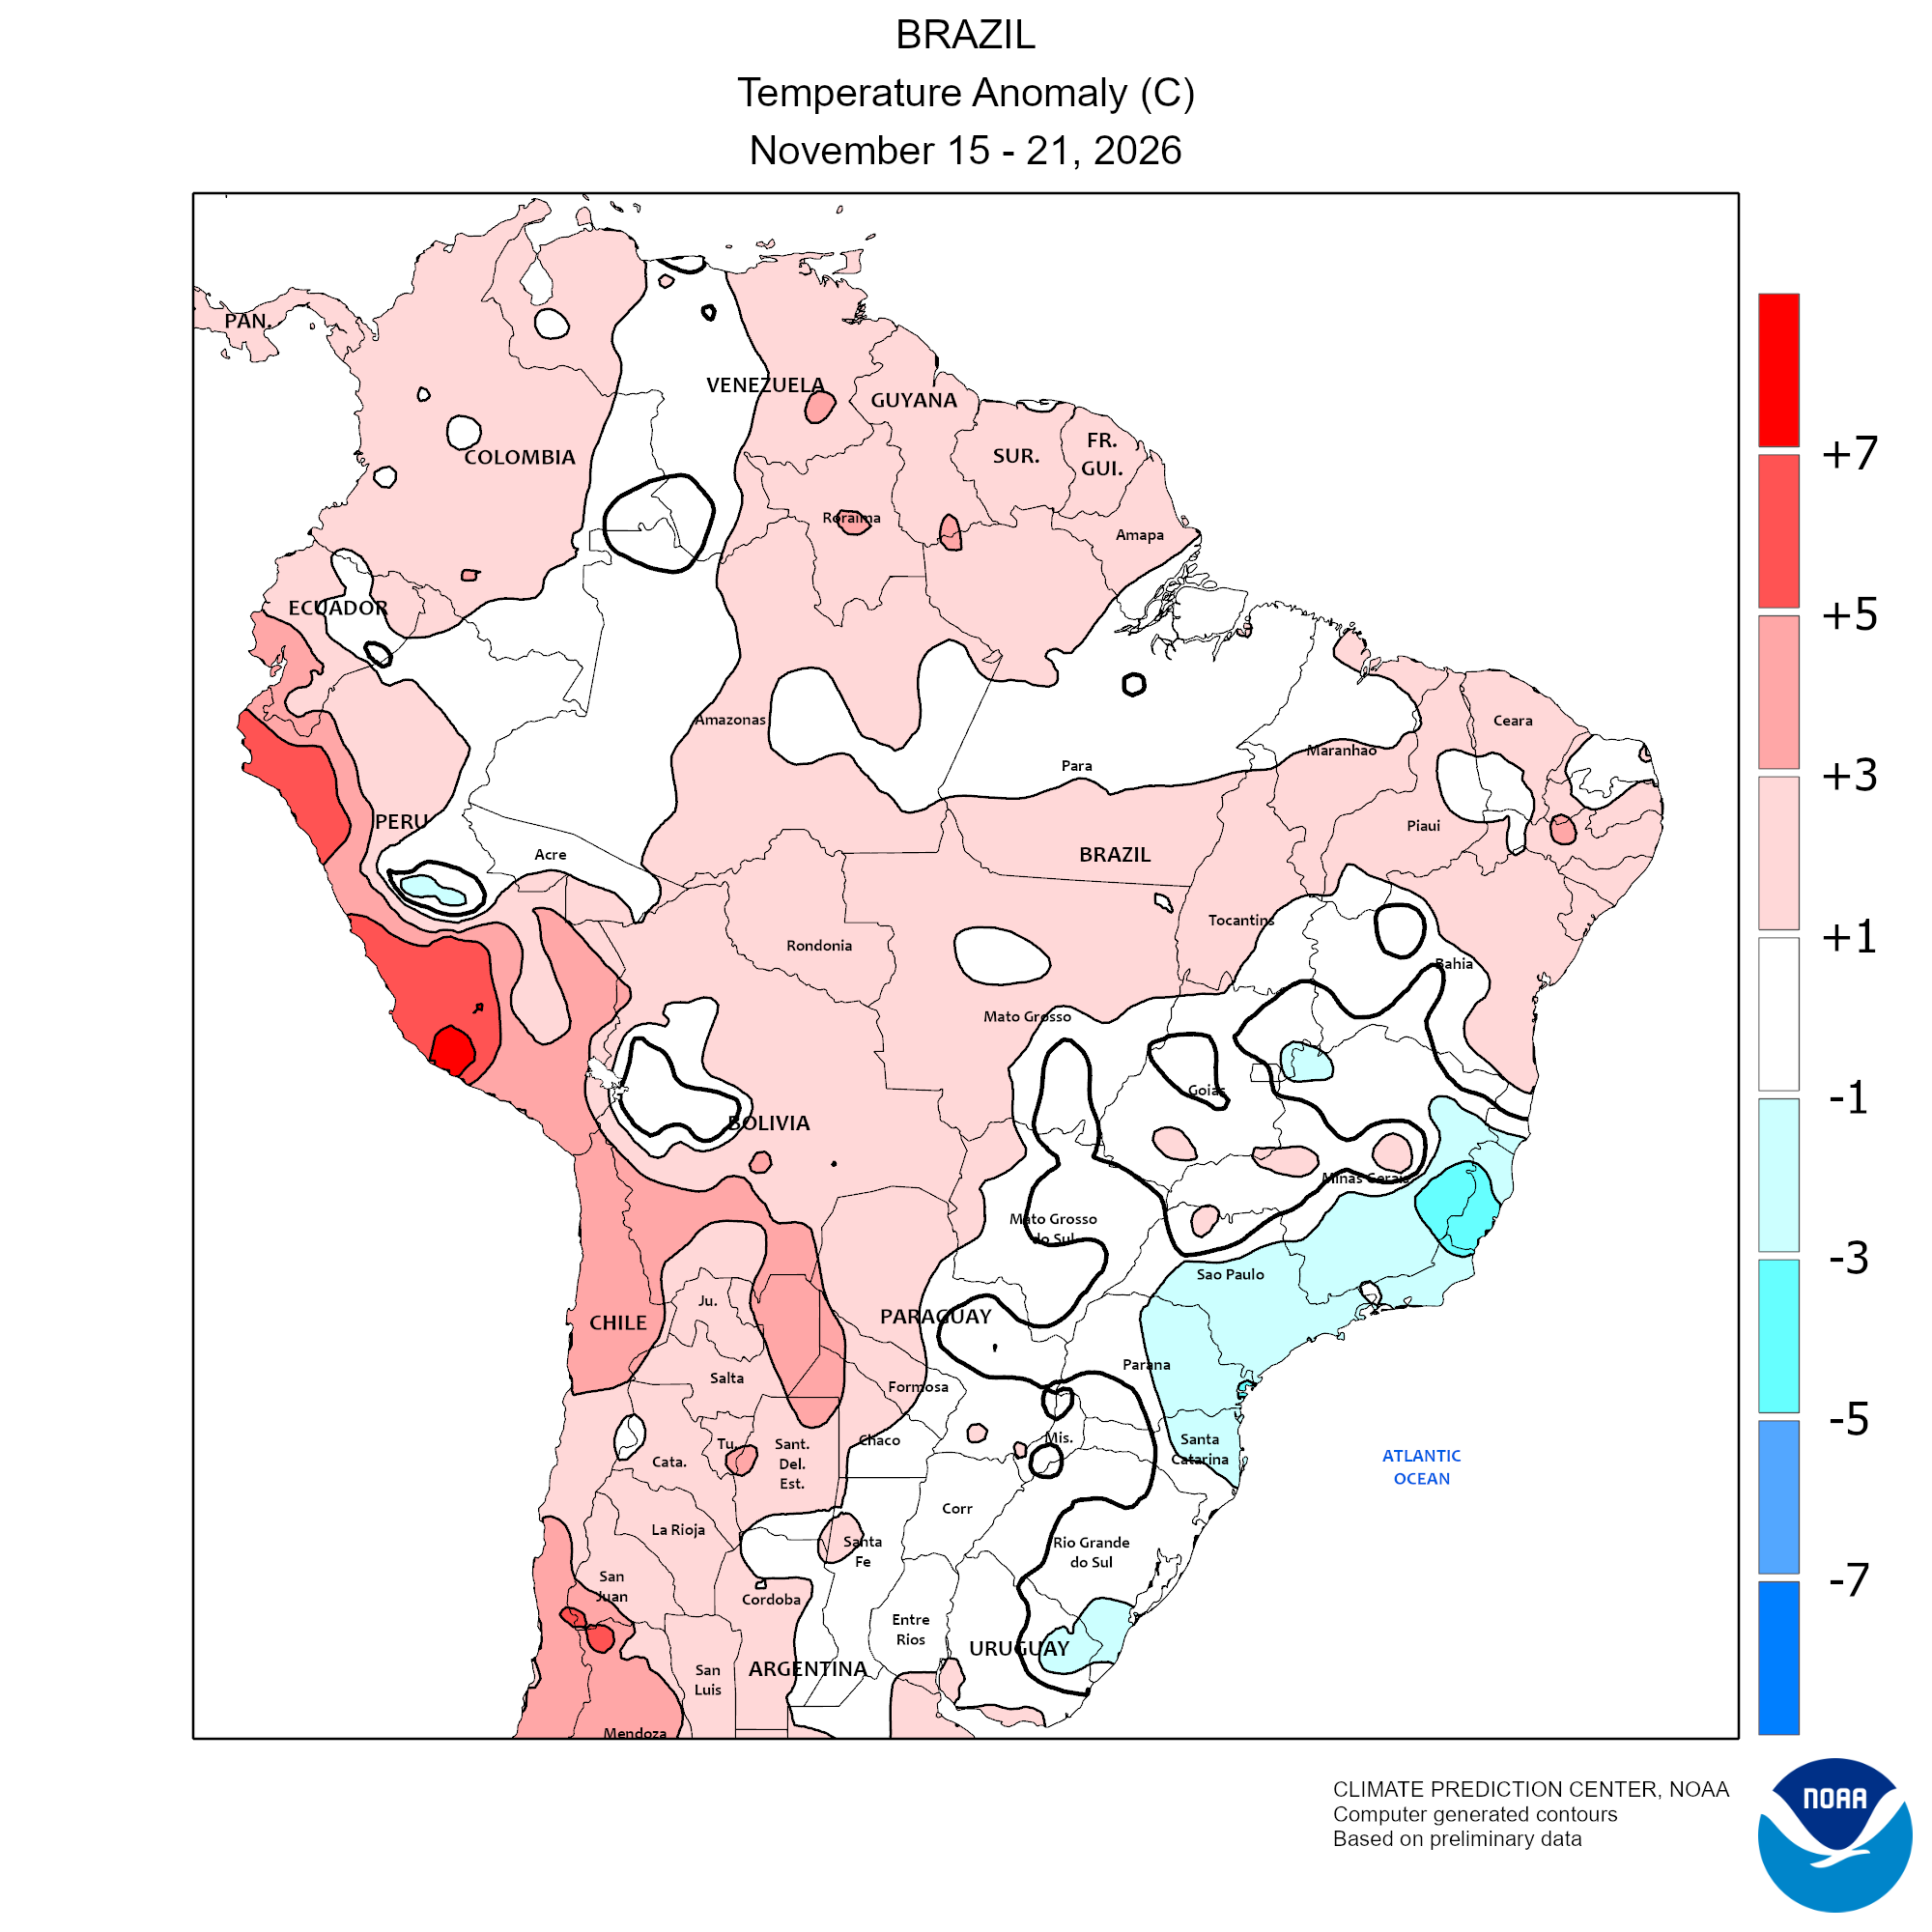 BRAZIL
Temperature Anomaly (C)
November 15 - 21, 2026
PAN.
VENEZUELA
GUYANA
COLOMBIA
SUR.
FR.
GUI.
Roraima
Amapa
ECUADOR
Amazonas
Para
Maranhao
Ceara
PERU
Acre
BRAZIL
Piaui
Rondonia
Tocantins
Bahia
Mato Grosso
Goias
BOLIVIA
Minas Gerais
Mato Grosso
do Sul
Sao Paulo
Ju.
CHILE
PARAGUAY
Parana
Salta
Formosa
Tu.
Sant.
Del.
Est.
Chaco
Mis.
Santa
Catarina
Cata.
ATLANTIC
OCEAN
La Rioja
Corr
Santa
Fe
Rio Grande
do Sul
San
Juan
Cordoba
Entre
Rios
URUGUAY
San
Luis
ARGENTINA
Mendoza
+7
+5
+3
+1
-1
-3
-5
-7
CLIMATE PREDICTION CENTER, NOAA
Computer generated contours
Based on preliminary data
NOAA